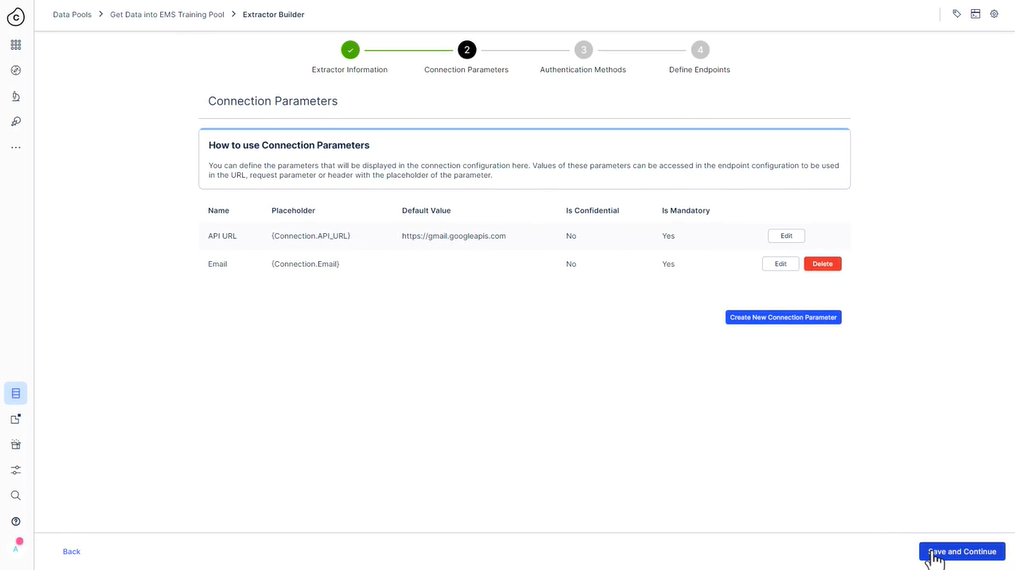 C
Data Pools > Get Data into EMS Training Pool > Extractor Builder
2 3 4
Extractor Information Connection Parameters Authentication Methods Define Endpoints
Connection Parameters
How to use Connection Parameters
You can define the parameters that will be displayed in the connection configuration here. Values of these parameters can be accessed in the endpoint configuration to be used
in the URL, request parameter or header with the placeholder of the parameter.
Name Placeholder Default Value Is Confidential Is Mandatory
API URL {Connection.API_URL} https://gmail.googleapis.com No Yes Edit
Email {Connection.Email} No Yes Edit Delete
Create New Connection Parameter
A
Back Save and Continue